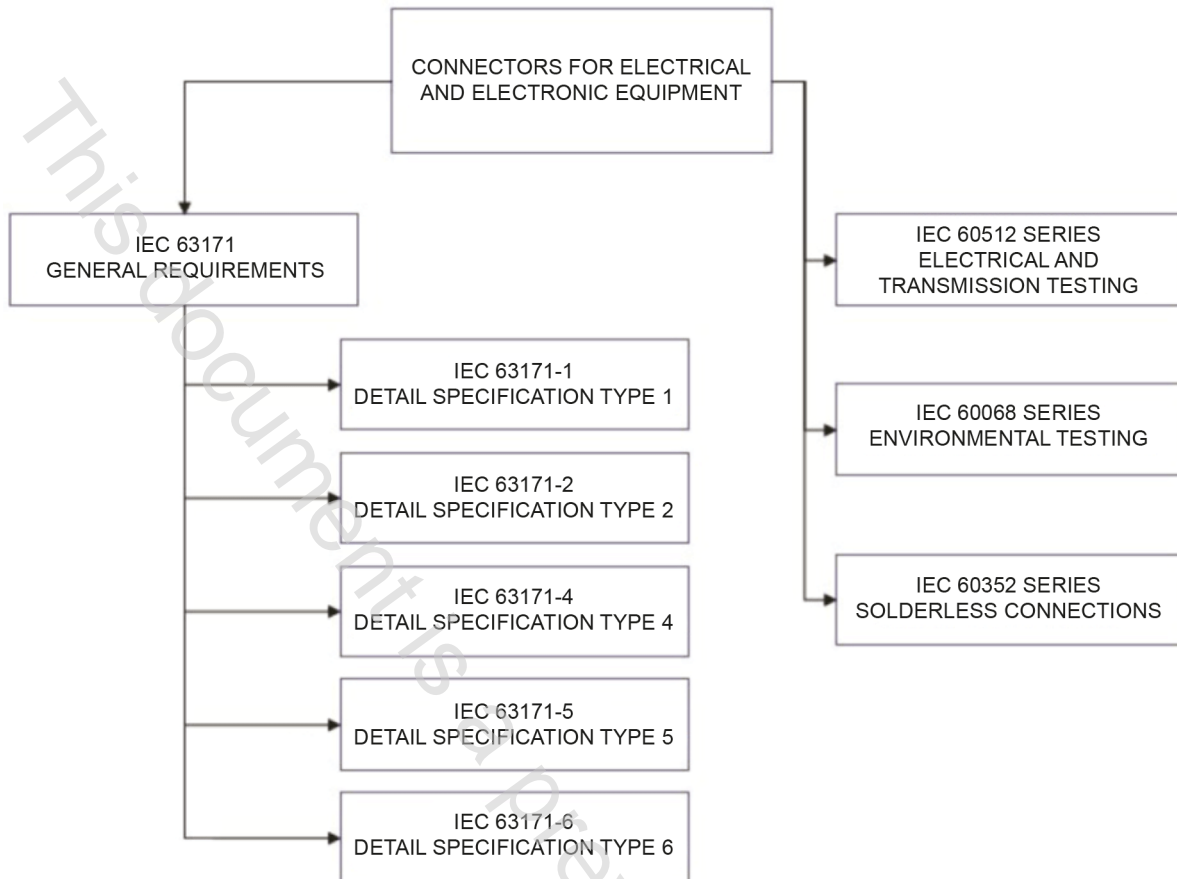 CONNECTORS FOR ELECTRICAL
AND ELECTRONIC EQUIPMENT
IEC 63171
GENERAL REQUIREMENTS
IEC 63171-1
DETAIL SPECIFICATION TYPE 1
IEC 63171-2
DETAIL SPECIFICATION TYPE 2
IEC 63171-4
DETAIL SPECIFICATION TYPE 4
IEC 63171-5
DETAIL SPECIFICATION TYPE 5
IEC 63171-6
DETAIL SPECIFICATION TYPE 6
IEC 60512 SERIES
ELECTRICAL AND
TRANSMISSION TESTING
IEC 60068 SERIES
ENVIRONMENTAL TESTING
IEC 60352 SERIES
SOLDERLESS CONNECTIONS
This document is a pre